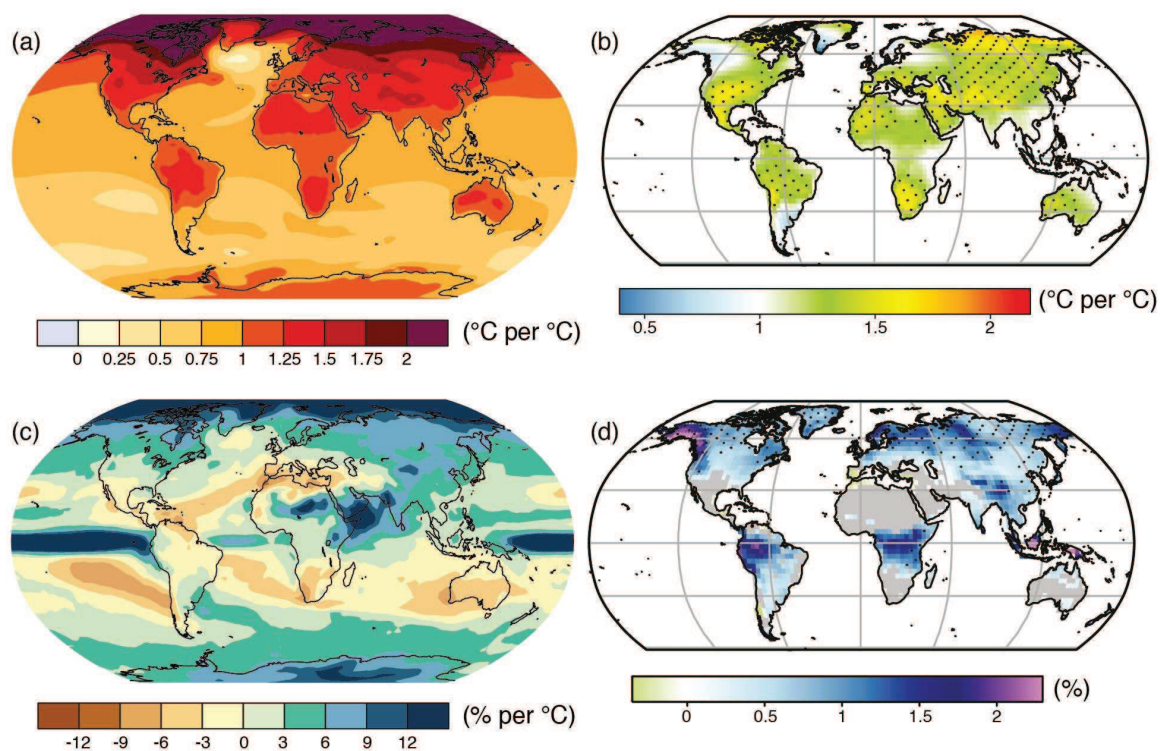 (a)
(b)
0 0.25 0.5 0.75 1 1.25 1.5 1.75 2 (°C per °C)
0.5 1 1.5 2 (°C per °C)
(c)
(d)
-12 -9 -6 -3 0 3 6 9 12 (% per °C)
0 0.5 1 1.5 2 (%)